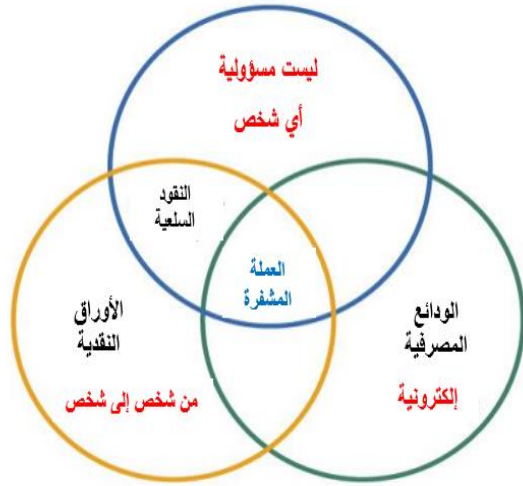 ليست مسؤولية
أي شخص
النقود
السلعية
العملة
المشفرة
الودائع
المصرفية
إلكترونية
الأوراق
النقدية
من شخص إلى شخص